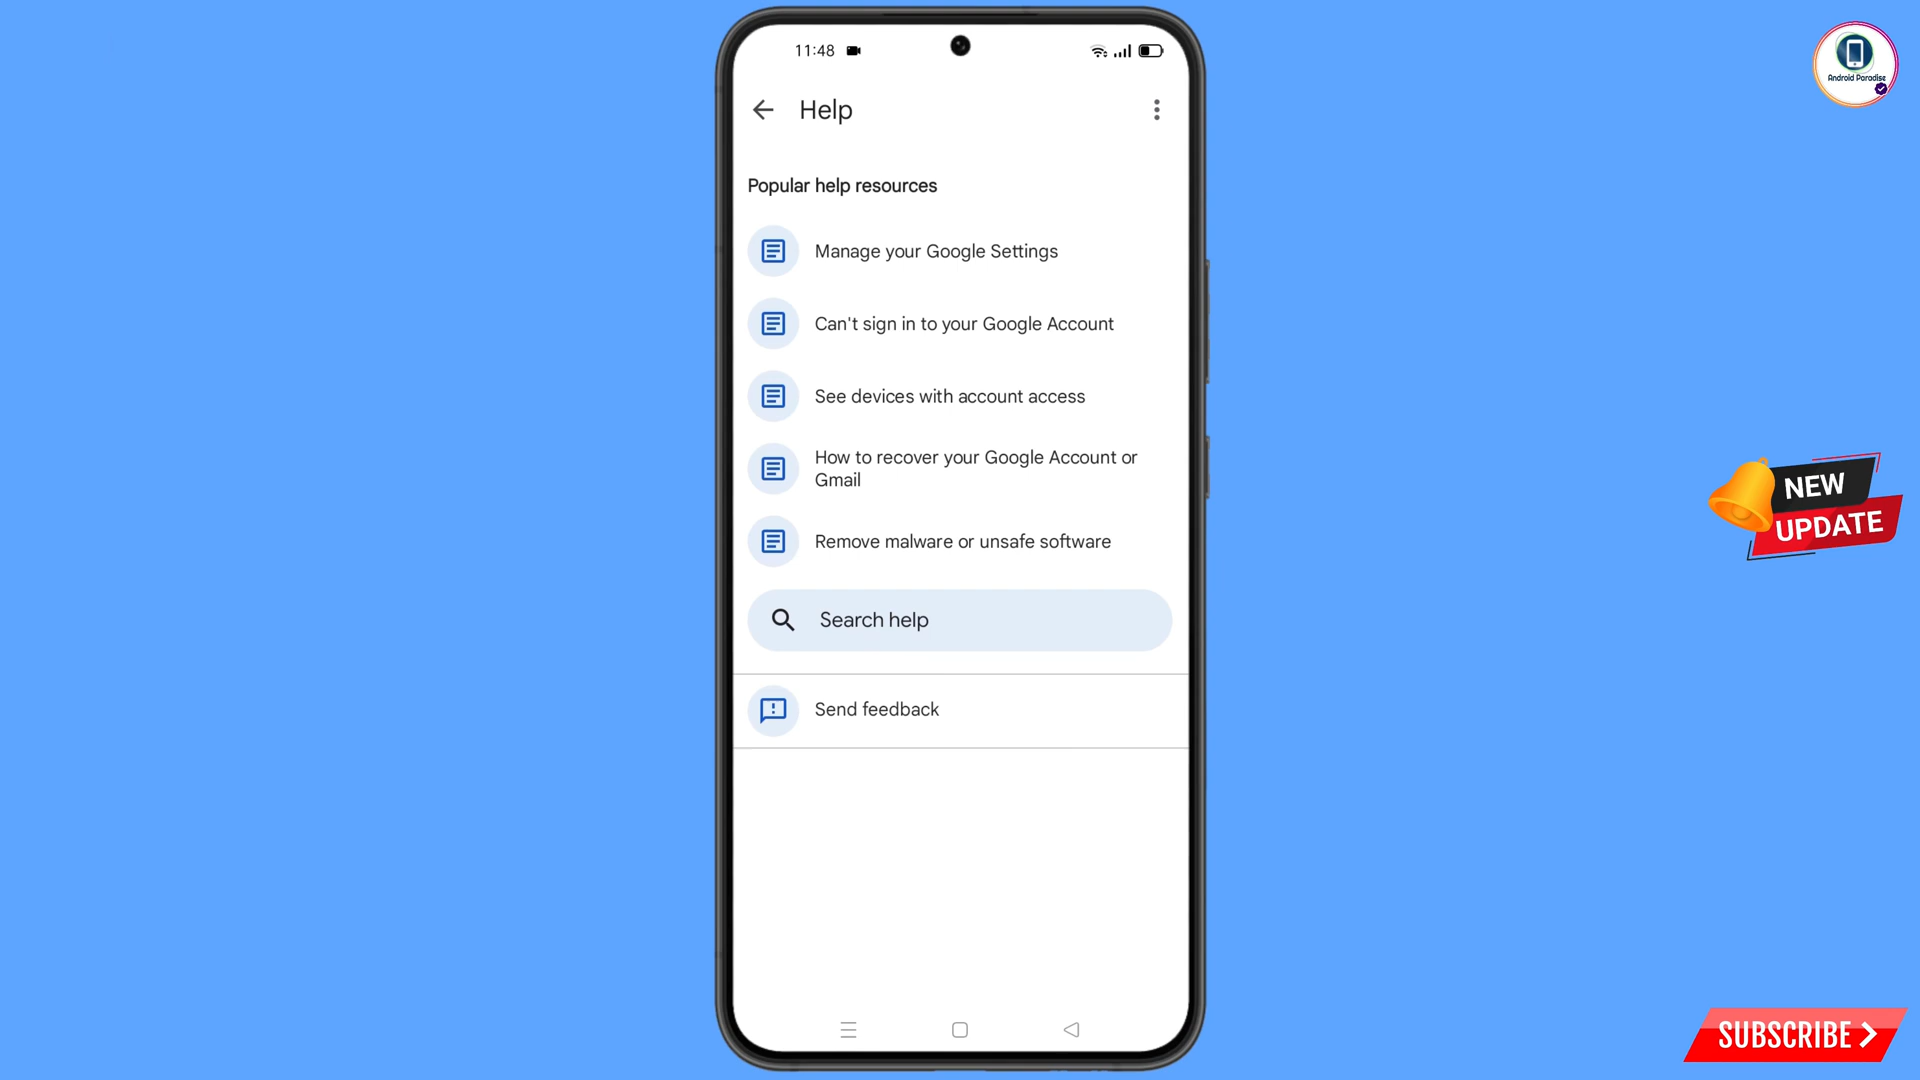 11:48
Android Paradise
Help
Popular help resources
Manage your Google Settings
Can't sign in to your Google Account
See devices with account access
How to recover your Google Account or
Gmail
Remove malware or unsafe software
Search help
Send feedback
NEW
UPDATE
SUBSCRIBE